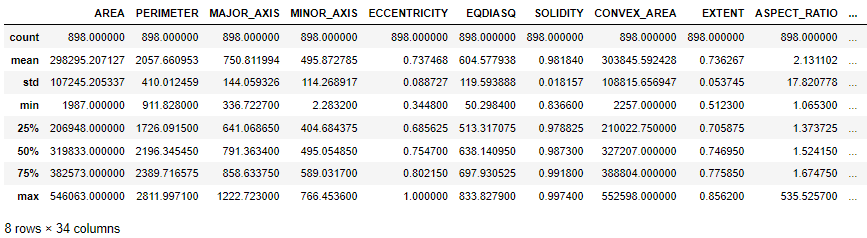 AREA PERIMETER MAJOR_AXIS MINOR_AXIS ECCENTRICITY EQDIASQ SOLIDITY CONVEX_AREA EXTENT ASPECT_RATIO ...
count 898.000000 898.000000 898.000000 898.000000 898.000000 898.000000 898.000000 898.000000 898.000000 898.000000 ...
mean 298295.207127 2057.660953 750.811994 495.872785 0.737468 604.577938 0.981840 303845.592428 0.736267 2.131102 ...
std 107245.205337 410.012459 144.059326 114.268917 0.088727 119.593888 0.018157 108815.656947 0.053745 17.820778 ...
min 1987.000000 911.828000 336.722700 2.283200 0.344800 50.298400 0.836600 2257.000000 0.512300 1.065300 ...
25% 206948.000000 1726.091500 641.068650 404.684375 0.685625 513.317075 0.978825 210022.750000 0.705875 1.373725 ...
50% 319833.000000 2196.345450 791.363400 495.054850 0.754700 638.140950 0.987300 327207.000000 0.746950 1.524150 ...
75% 382573.000000 2389.716575 858.633750 589.031700 0.802150 697.930525 0.991800 388804.000000 0.775850 1.674750 ...
max 546063.000000 2811.997100 1222.723000 766.453600 1.000000 833.827900 0.997400 552598.000000 0.856200 535.525700 ...
8 rows × 34 columns